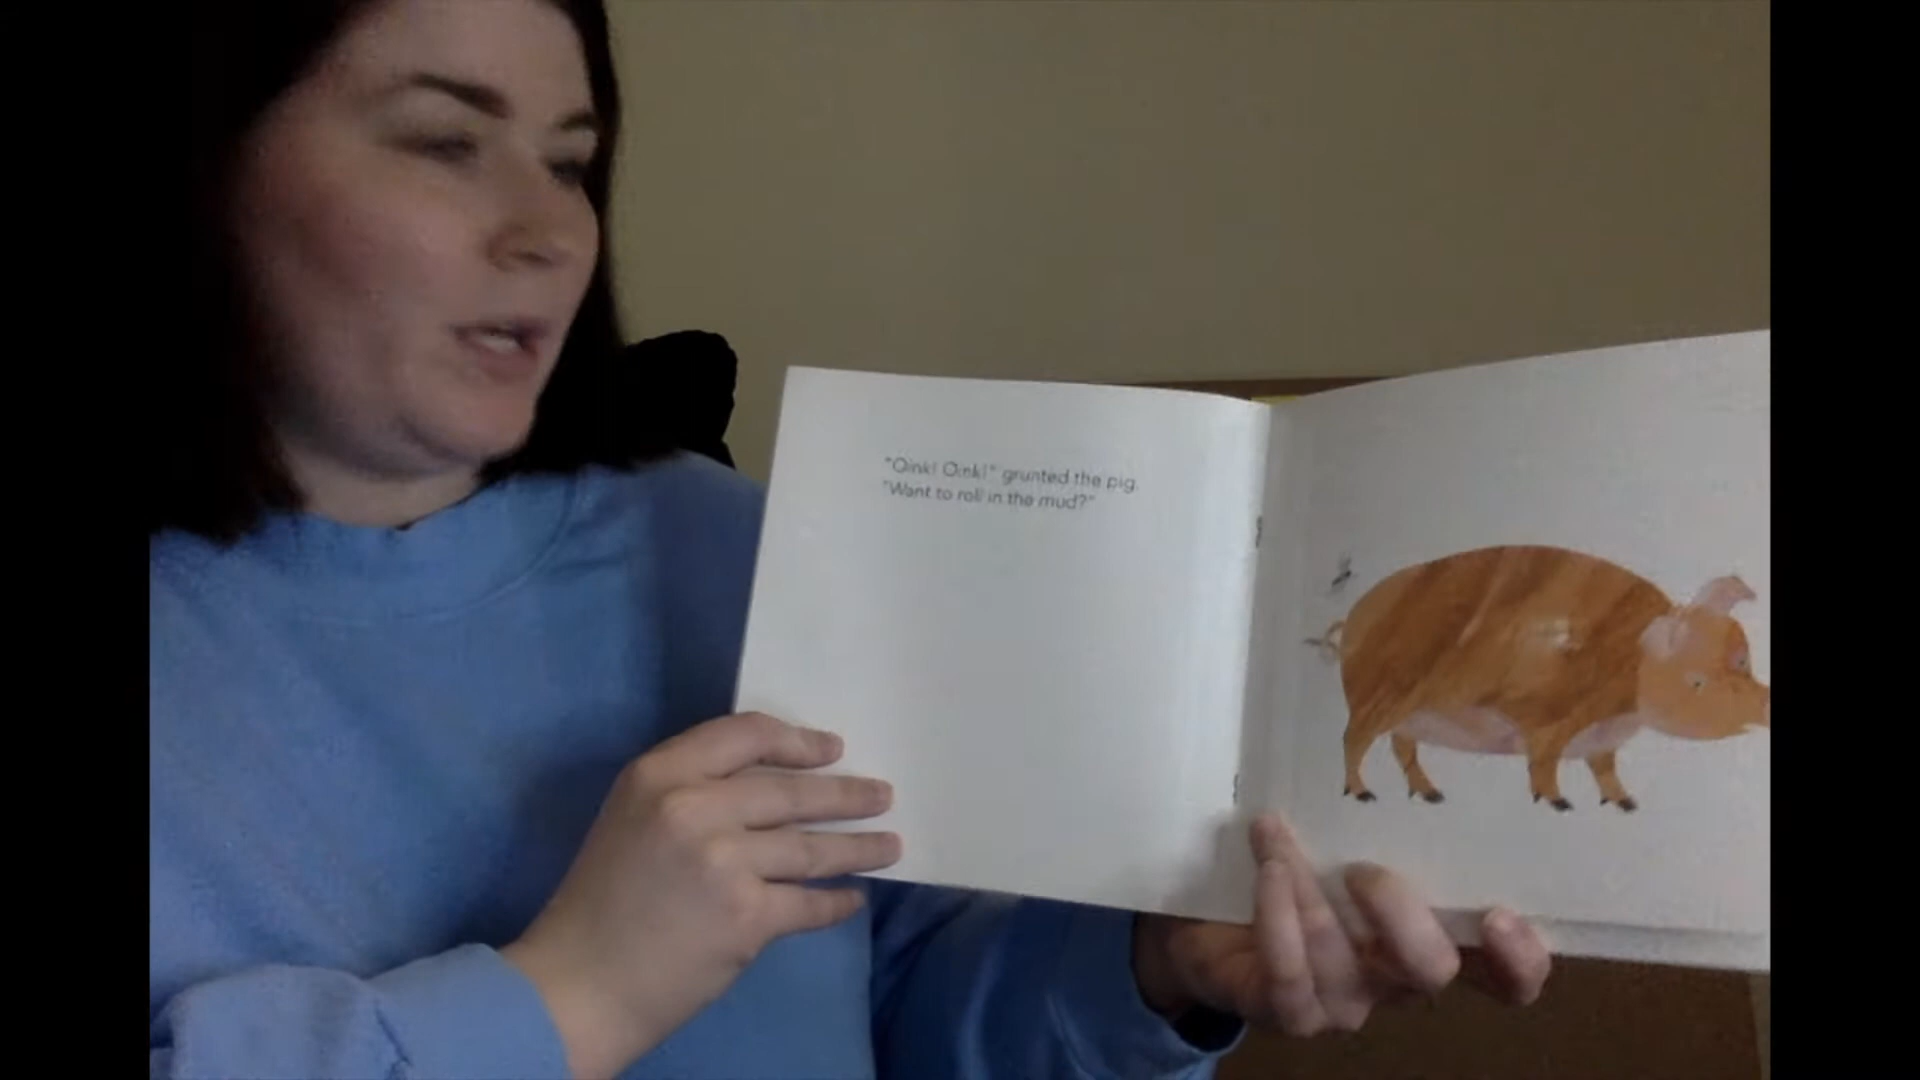 "Oink! Oink!" grunted the pig.
"Want to roll in the mud?"